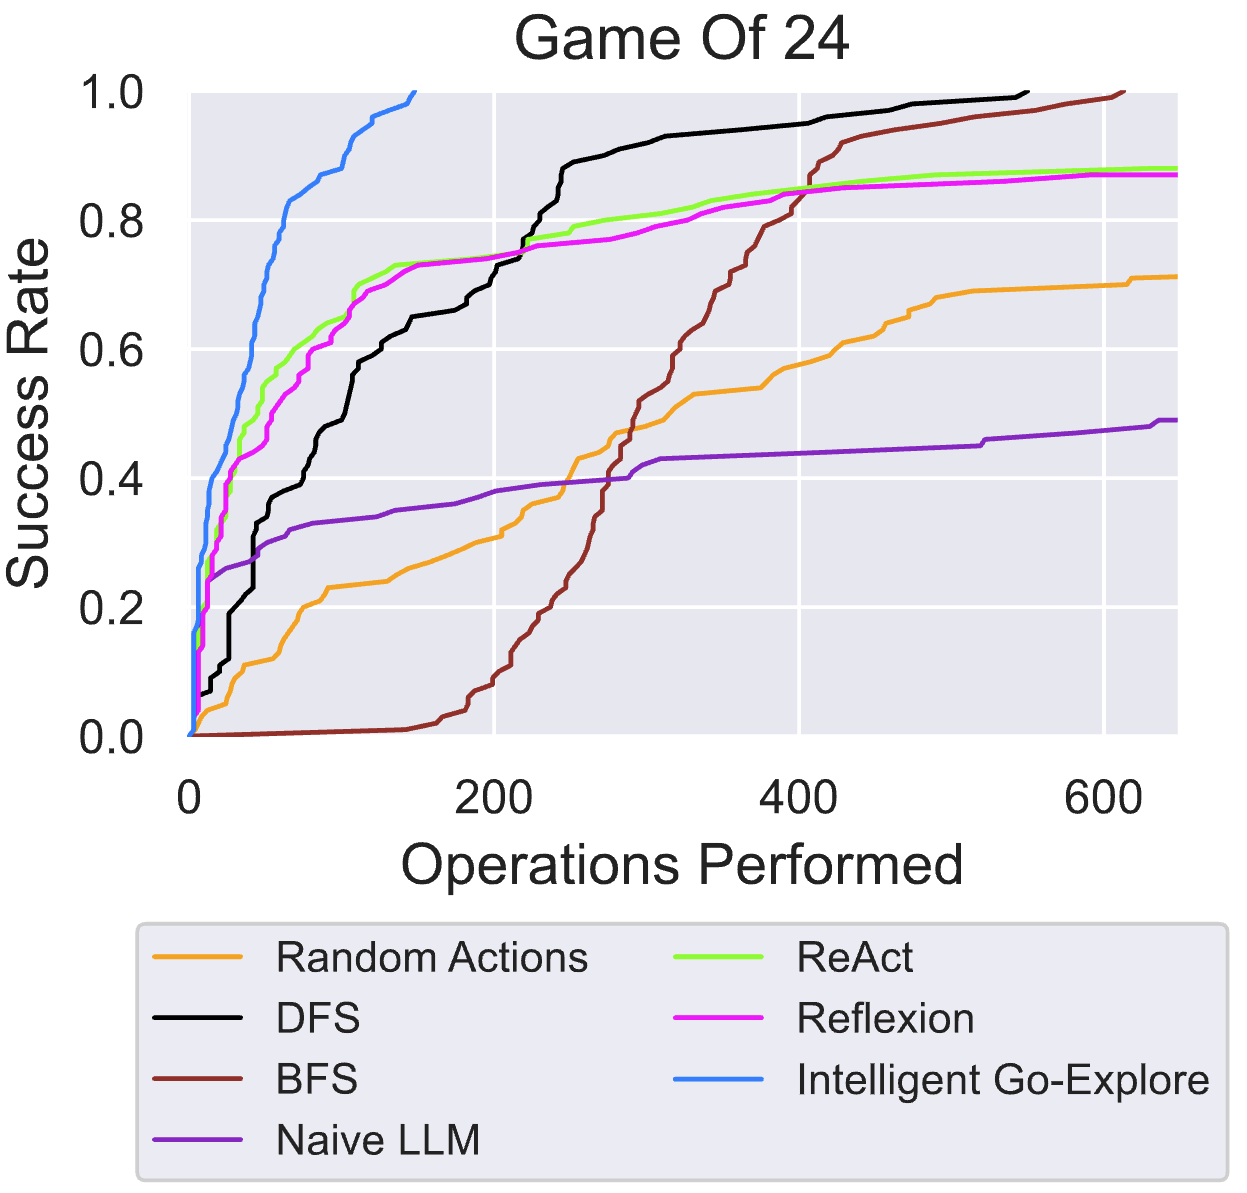 Game Of 24
1.0
0.8
0.6
0.4
0.2
0.0
Success Rate
0
200
400
600
Operations Performed
Random Actions
DFS
BFS
Naive LLM
ReAct
Reflexion
Intelligent Go-Explore